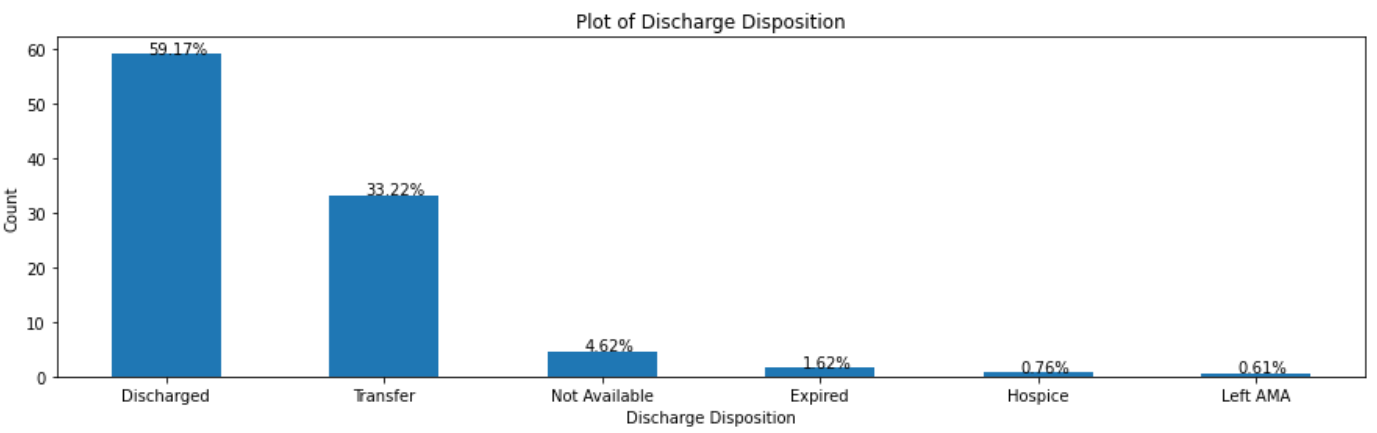 Plot of Discharge Disposition
60
50
40
30
20
10
0
Count
59.17%
33.22%
4.62%
1.62%
0.76%
0.61%
Discharged
Transfer
Not Available
Expired
Hospice
Left AMA
Discharge Disposition